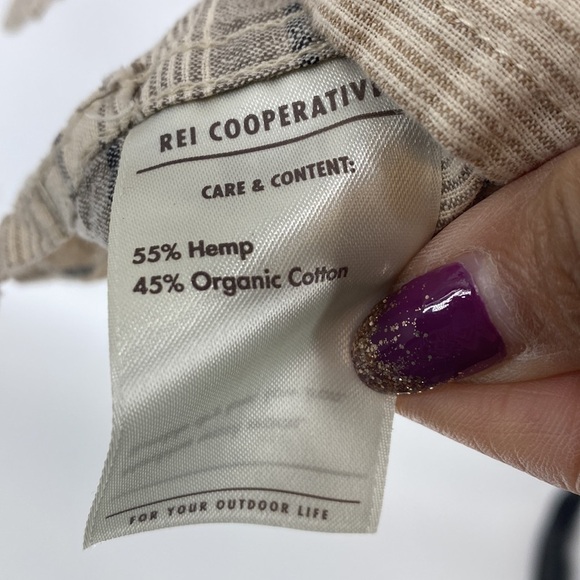 REI COOPERATIVE
CARE & CONTENT:
55% Hemp
45% Organic Cotton
FOR YOUR OUTDOOR LIFE